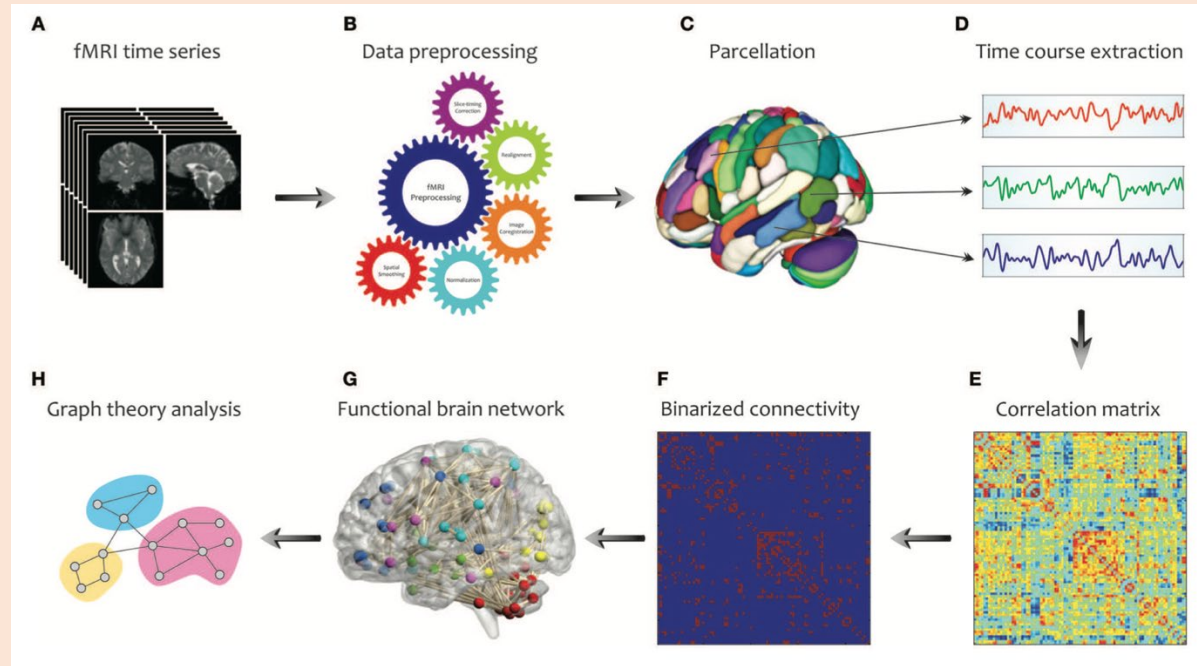 A
fMRI time series
B
Data preprocessing
Slice timing
Correction
Realignment
fMRI
Preprocessing
Image
Coregistration
Spatial
Smoothing
Normalization
C
Parcellation
D
Time course extraction
H
Graph theory analysis
G
Functional brain network
F
Binarized connectivity
E
Correlation matrix